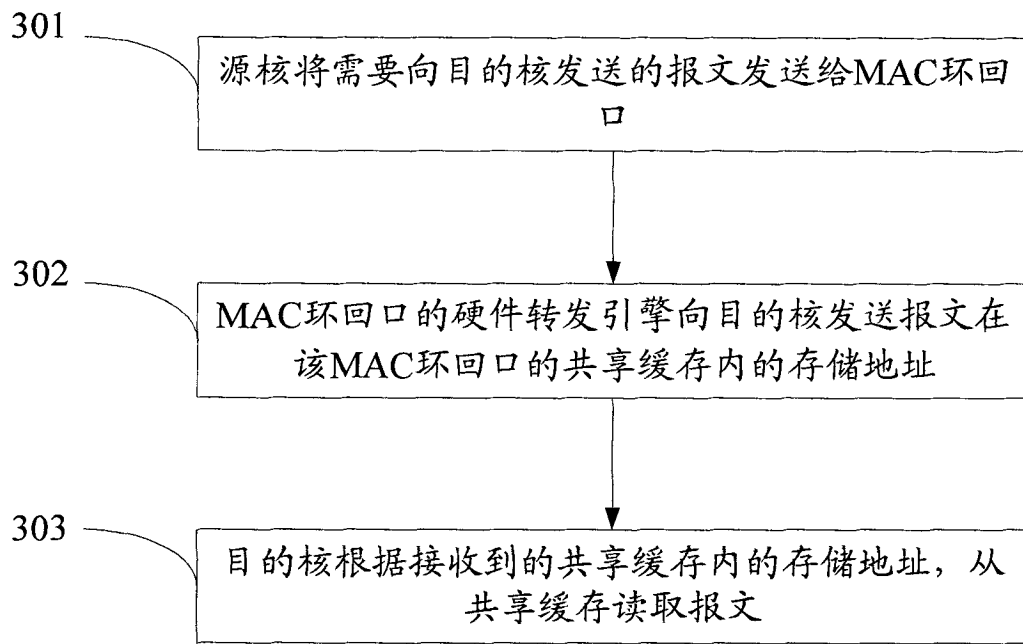 301
源核将需要向目的核发送的报文发送给MAC环回
口
302
MAC环回口的硬件转发引擎向目的核发送报文在
该MAC环回口的共享缓存内的存储地址
303
目的核根据接收到的共享缓存内的存储地址，从
共享缓存读取报文